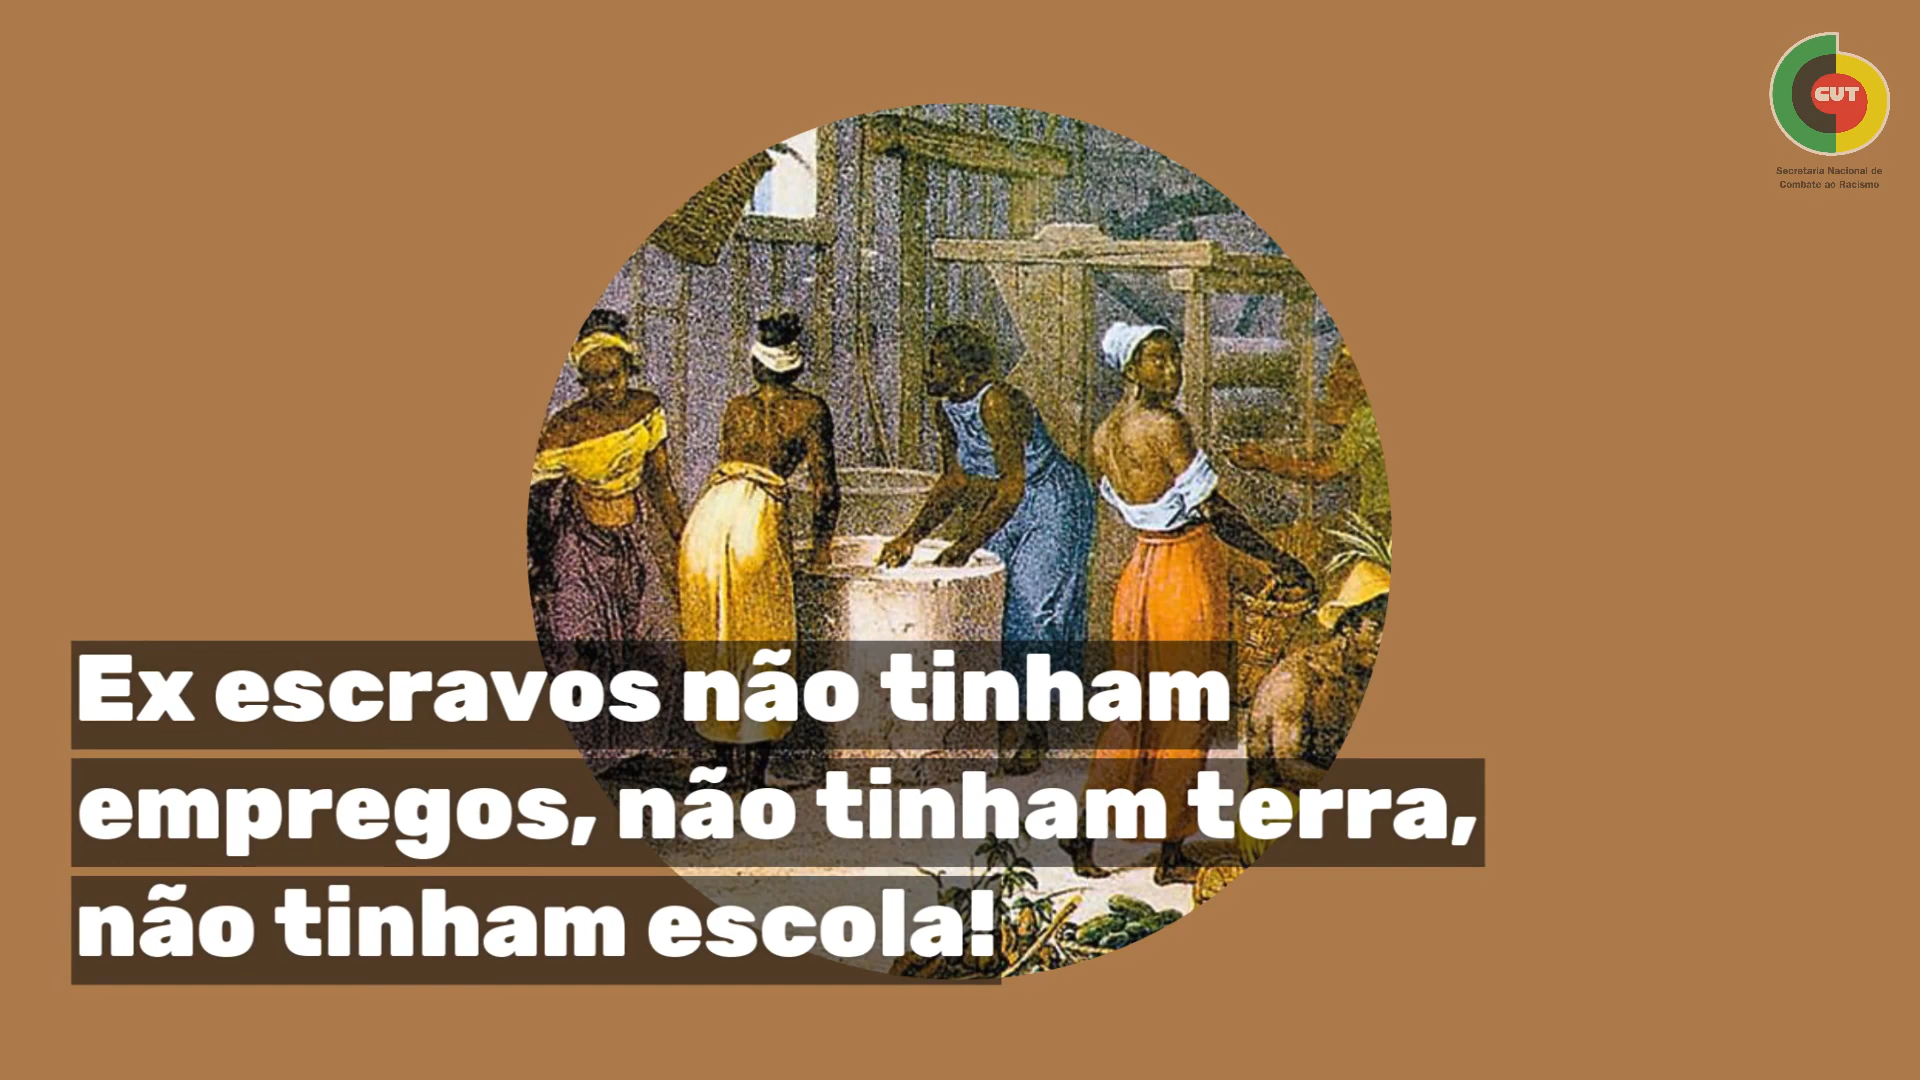 CUT
Secretaria Nacional de
Combate ao Racismo
Ex escravos não tinham
empregos, não tinham terra,
não tinham escola!